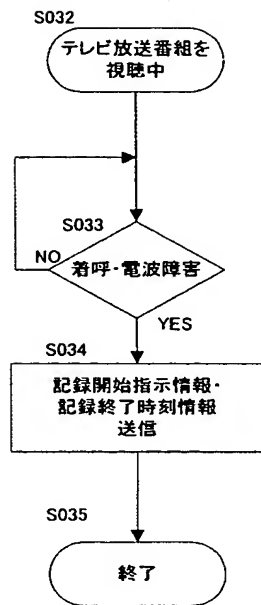 S032
テレビ放送番組を
視聴中
S033
NO
着呼・電波障害
YES
S034
記録開始指示情報・
記録終了時刻情報
送信
S035
終了